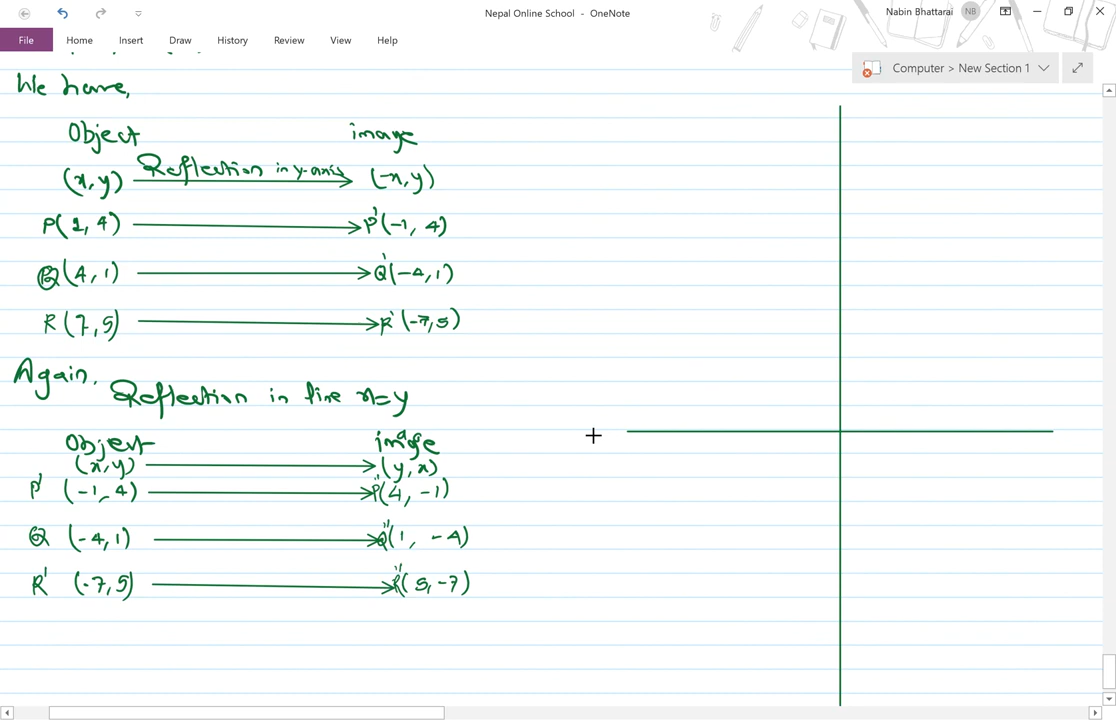 Nepal Online School - OneNote
Nabin Bhattarai NB
File Home Insert Draw History Review View Help
Computer > New Section 1
We have,
Object image
(x,y) Reflection in y-axis (-x,y)
P(1,4) P'(-1,4)
Q(4,1) Q'(-4,1)
R(7,5) R'(-7,5)
Again.
Reflection in line x=y
Object image
(x,y) (y,x)
P' (-1,4) P''(4,-1)
Q (-4,1) Q''(1,-4)
R' (-7,5) R''(5,-7)